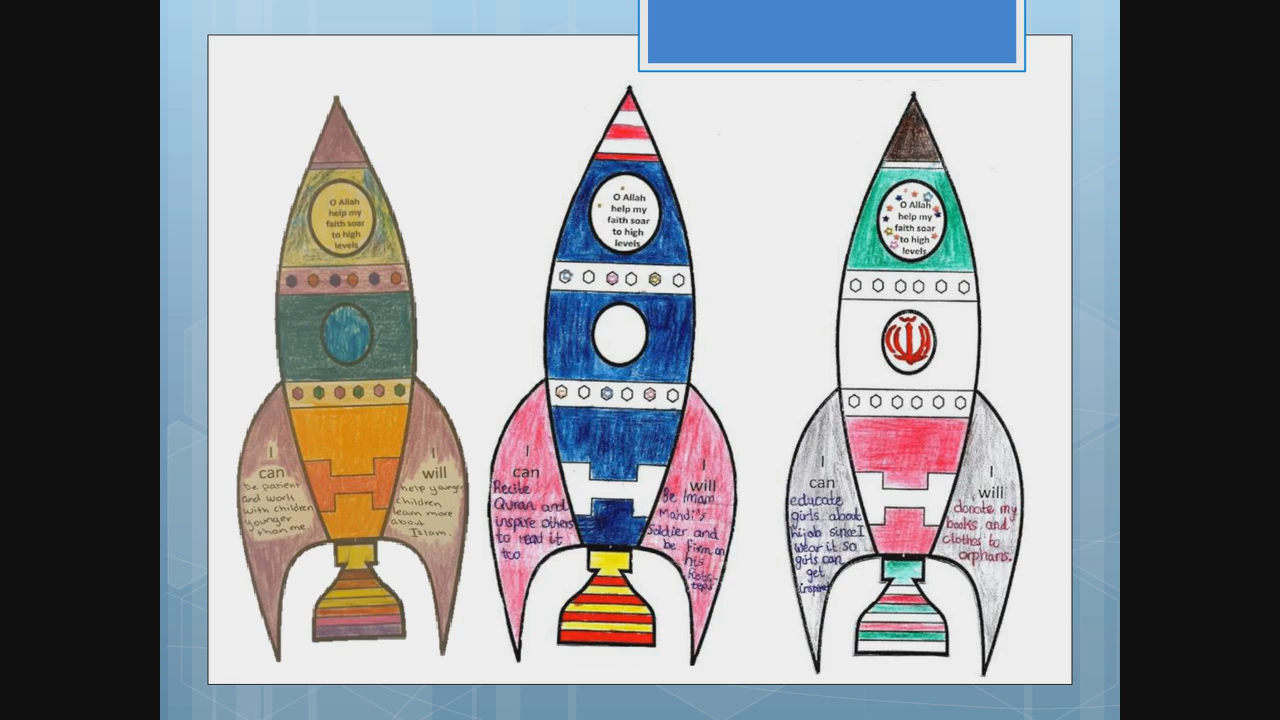 O Allah
help my
faith soar
to high
levels
I
can
be patient
and work
with children
younger
than me
I
will
help younger
children
learn more
about
Islam.
O Allah
help my
faith soar
to high
levels
I
can
Recite
Quran and
inspire others
to read it
too
I
will
Be Imam
Mahdi's
Soldier and
be firm on
his
O Allah
help my
faith soar
to high
levels
I
can
educate
girls about
hijab since I
wear it so
girls can
get
inspired
I
will
donate my
books and
clothes to
orphans.